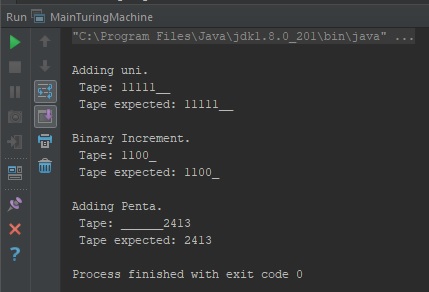 Run MainTuringMachine
"C:\Program Files\Java\jdk1.8.0_201\bin\java" ...
Adding uni.
Tape: 11111__
Tape expected: 11111__
Binary Increment.
Tape: 1100_
Tape expected: 1100_
Adding Penta.
Tape: ______2413
Tape expected: 2413
Process finished with exit code 0